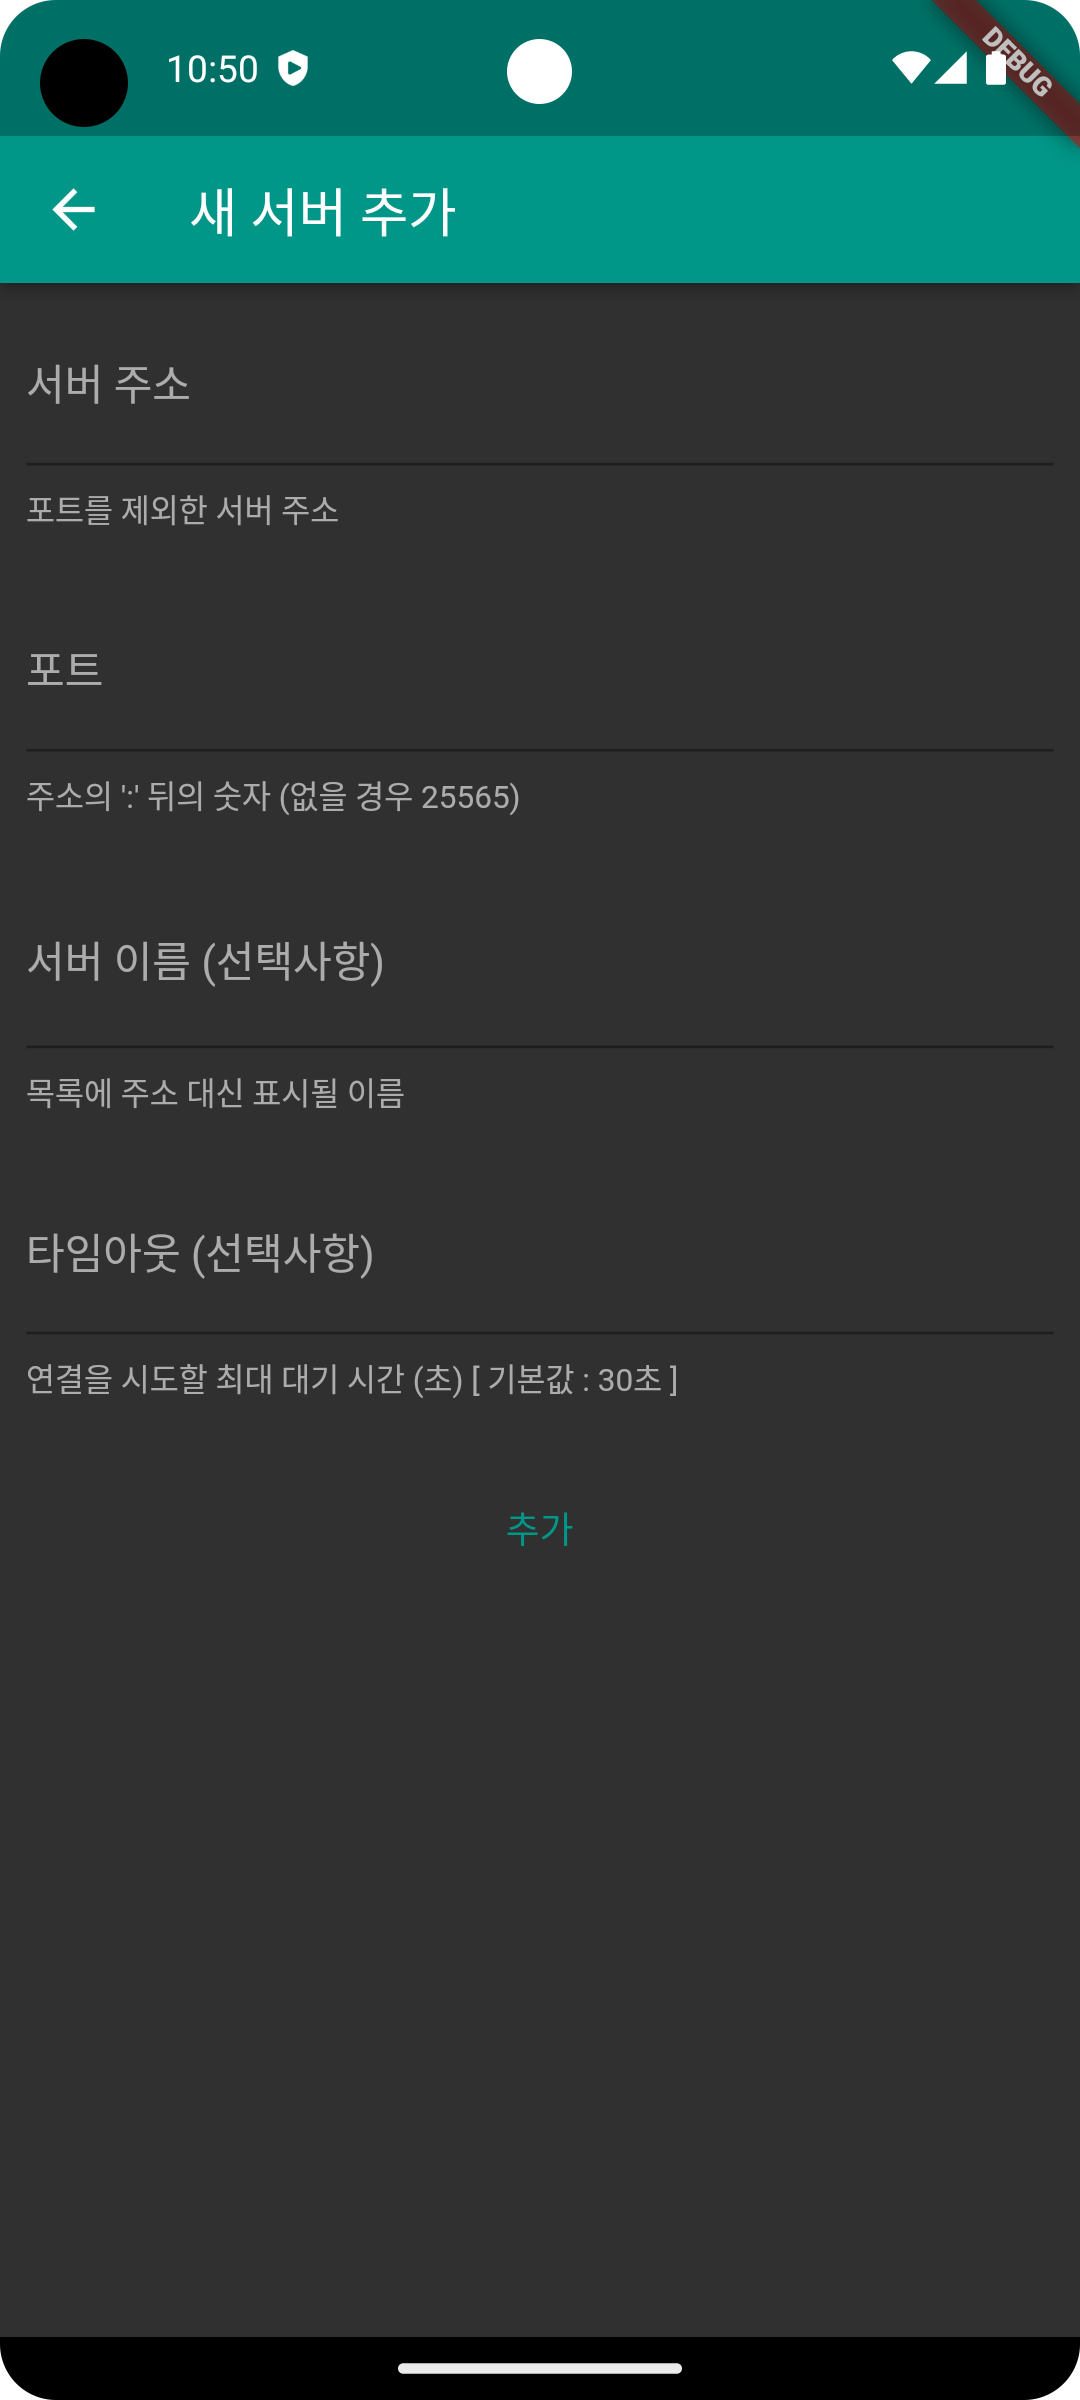 10:50
DEBUG
새 서버 추가
서버 주소
포트를 제외한 서버 주소
포트
주소의 ':' 뒤의 숫자 (없을 경우 25565)
서버 이름 (선택사항)
목록에 주소 대신 표시될 이름
타임아웃 (선택사항)
연결을 시도할 최대 대기 시간 (초) [ 기본값 : 30초 ]
추가